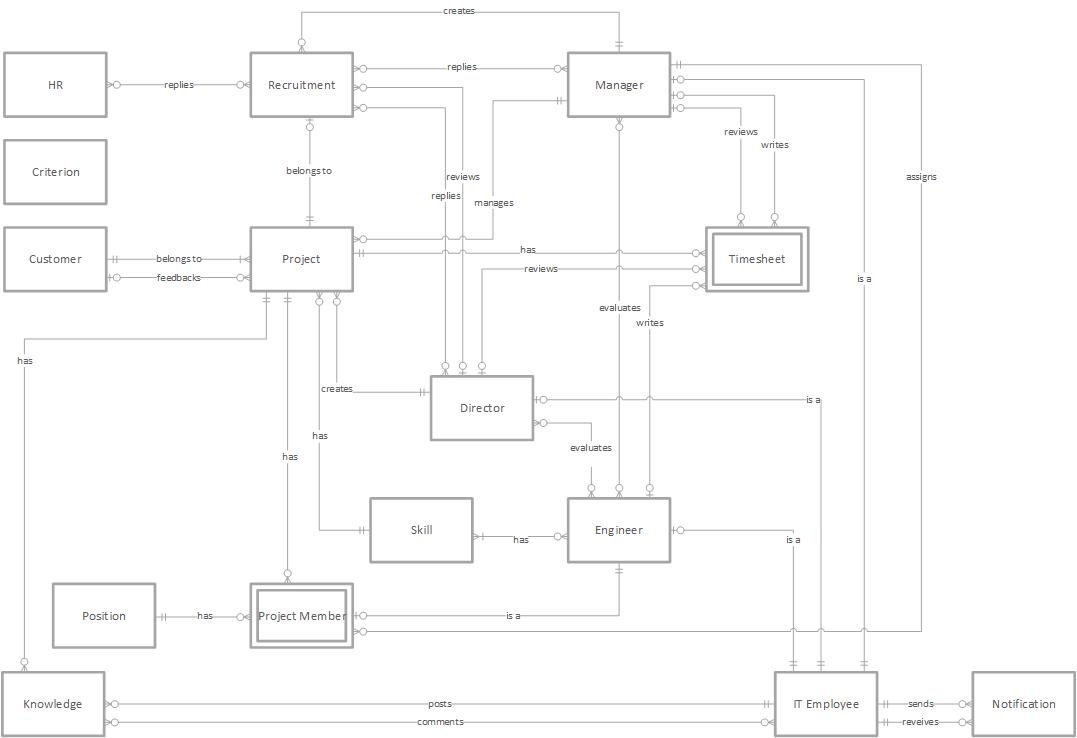 creates
HR
replies
Recruitment
replies
Manager
reviews
writes
Criterion
belongs to
reviews
assigns
replies
manages
Customer
belongs to
feedbacks
Project
has
reviews
Timesheet
is a
evaluates
writes
has
creates
Director
is a
has
evaluates
has
Skill
has
Engineer
is a
Position
has
Project Member
is a
Knowledge
posts
comments
IT Employee
sends
reveives
Notification